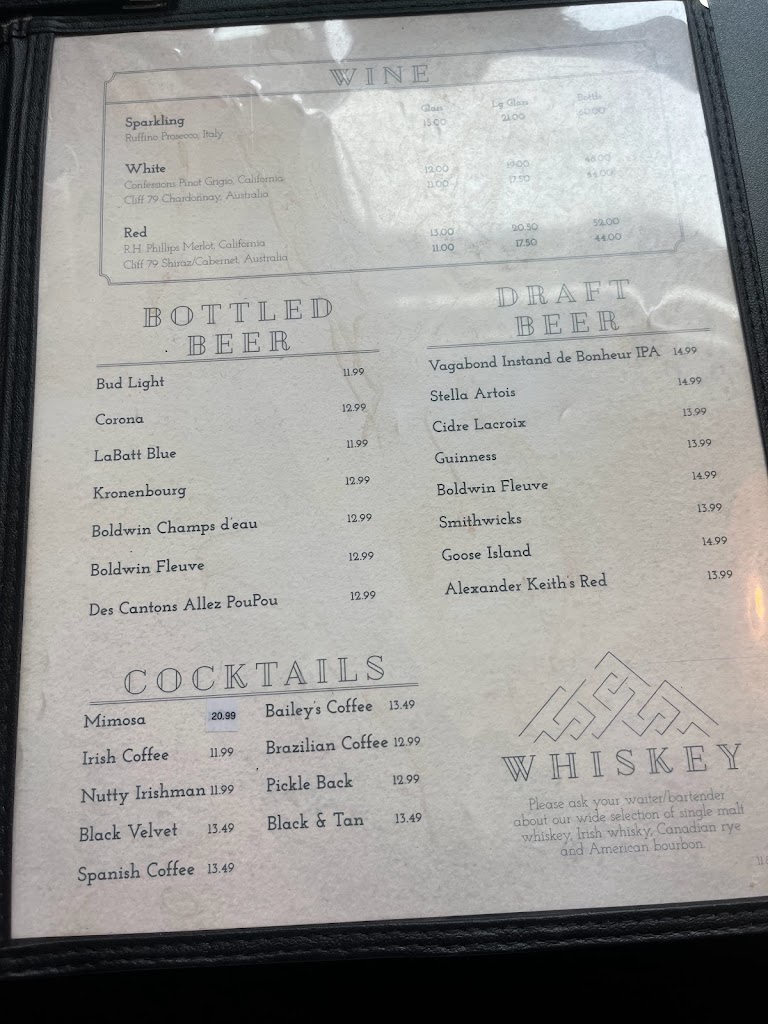 WINE
Glass Lg Glass Bottle
Sparkling 15.00 21.00
Ruffino Prosecco, Italy
White
Confessions Pinot Grigio, California 12.00 19.00 48.00
Cliff 79 Chardonnay, Australia 11.00 17.50 44.00
Red
R.H. Phillips Merlot, California 13.00 20.50 52.00
Cliff 79 Shiraz/Cabernet, Australia 11.00 17.50 44.00
BOTTLED
BEER
Bud Light 11.99
Corona 12.99
LaBatt Blue 11.99
Kronenbourg 12.99
Boldwin Champs d'eau 12.99
Boldwin Fleuve 12.99
Des Cantons Allez PouPou 12.99
DRAFT
BEER
Vagabond Instand de Bonheur IPA 14.99
Stella Artois 14.99
Cidre Lacroix 13.99
Guinness 13.99
Boldwin Fleuve 14.99
Smithwicks 13.99
Goose Island 14.99
Alexander Keith's Red 13.99
COCKTAILS
Mimosa 20.99
Irish Coffee 11.99
Nutty Irishman 11.99
Black Velvet 13.49
Spanish Coffee 13.49
Bailey's Coffee 13.49
Brazilian Coffee 12.99
Pickle Back 12.99
Black & Tan 13.49
WHISKEY
Please ask your waiter/bartender
about our wide selection of single malt
whiskey, Irish whisky, Canadian rye
and American bourbon.